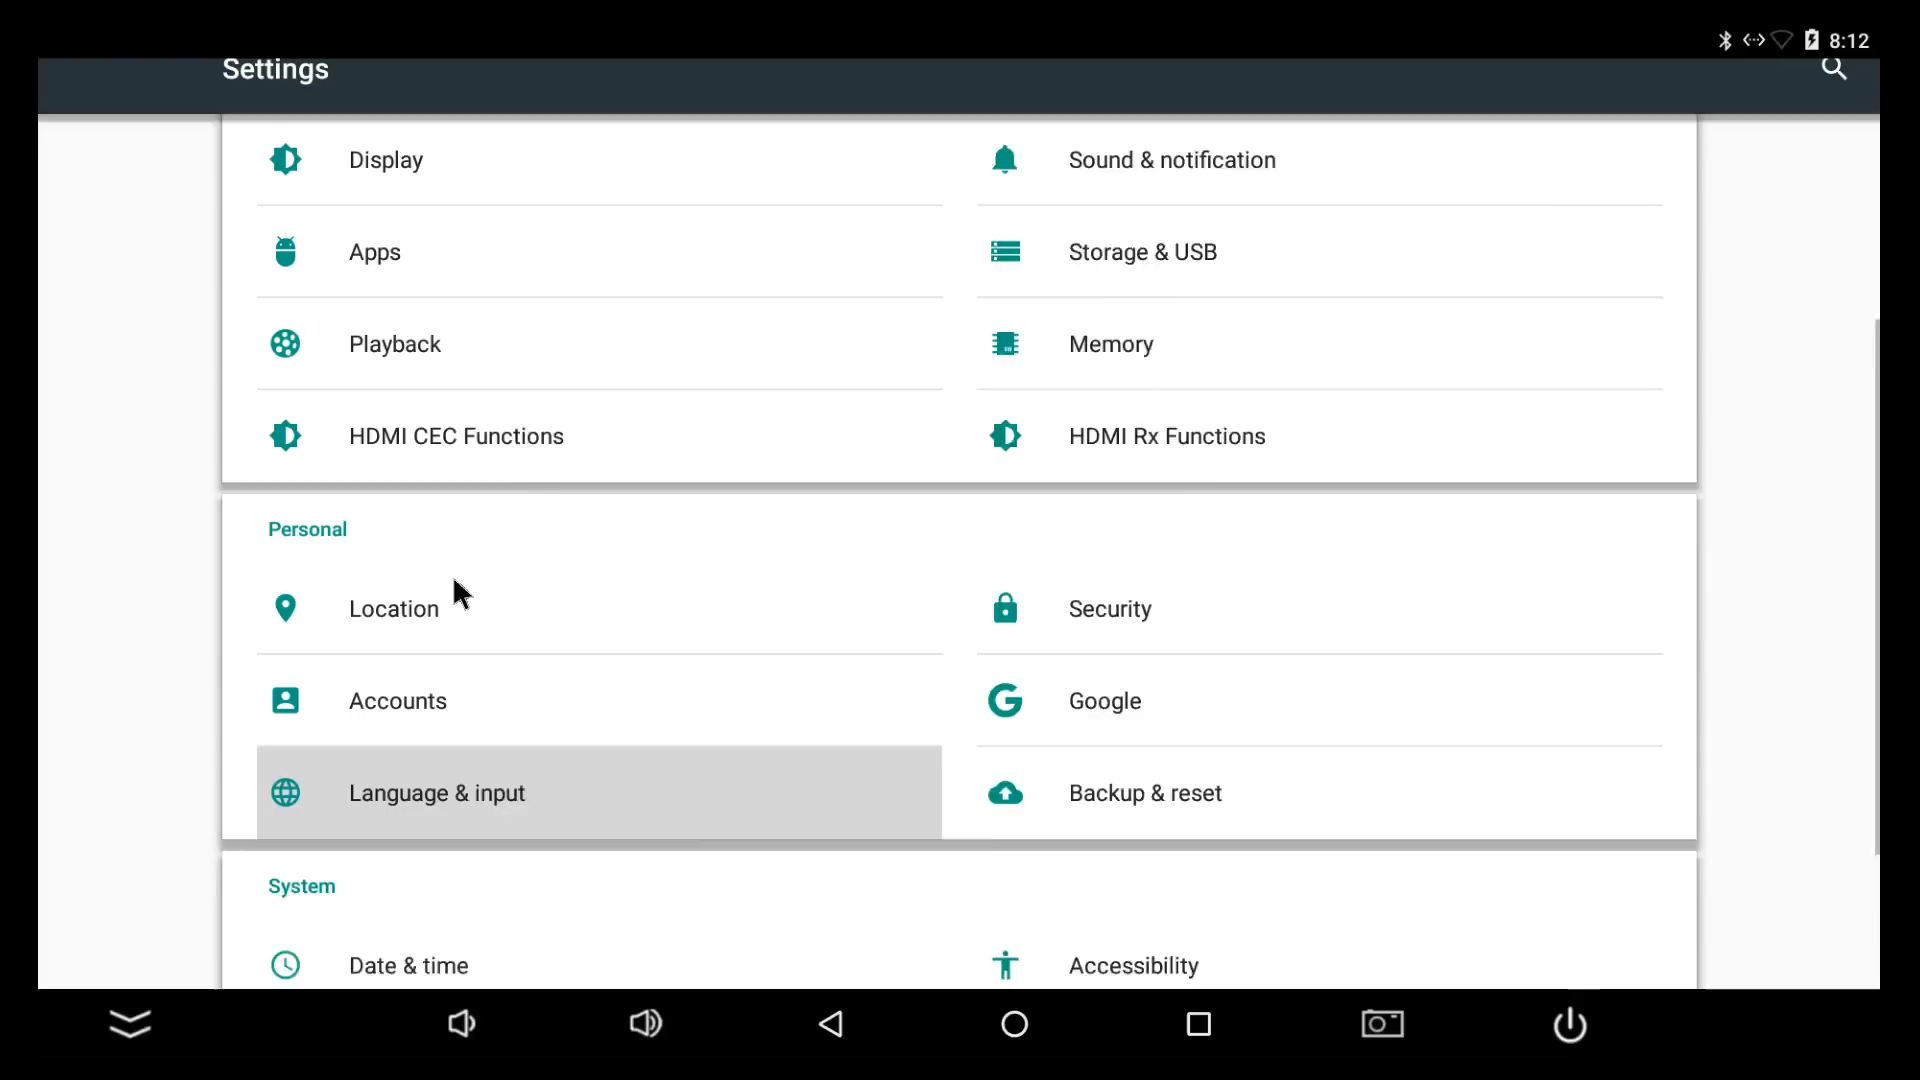 8:12
Settings
Display
Sound & notification
Apps
Storage & USB
Playback
Memory
HDMI CEC Functions
HDMI Rx Functions
Personal
Location
Security
Accounts
Google
Language & input
Backup & reset
System
Date & time
Accessibility